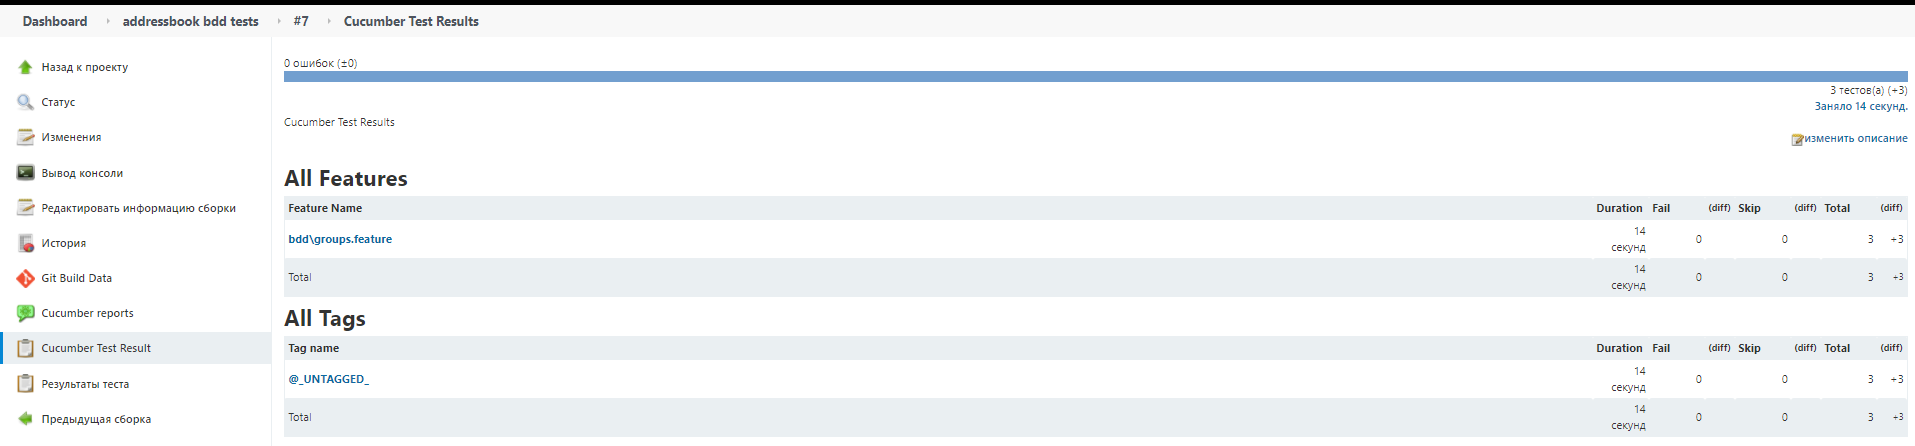 Dashboard addressbook bdd tests #7 Cucumber Test Results
Назад к проекту
Статус
Изменения
Вывод консоли
Редактировать информацию сборки
История
Git Build Data
Cucumber reports
Cucumber Test Result
Результаты теста
Предыдущая сборка
0 ошибок (±0)
3 тестов(а) (+3)
Заняло 14 секунд.
Cucumber Test Results
изменить описание
All Features
Feature Name Duration Fail (diff) Skip (diff) Total (diff)
bdd\groups.feature 14 секунд 0 0 3 +3
Total 14 секунд 0 0 3 +3
All Tags
Tag name Duration Fail (diff) Skip (diff) Total (diff)
@_UNTAGGED_ 14 секунд 0 0 3 +3
Total 14 секунд 0 0 3 +3